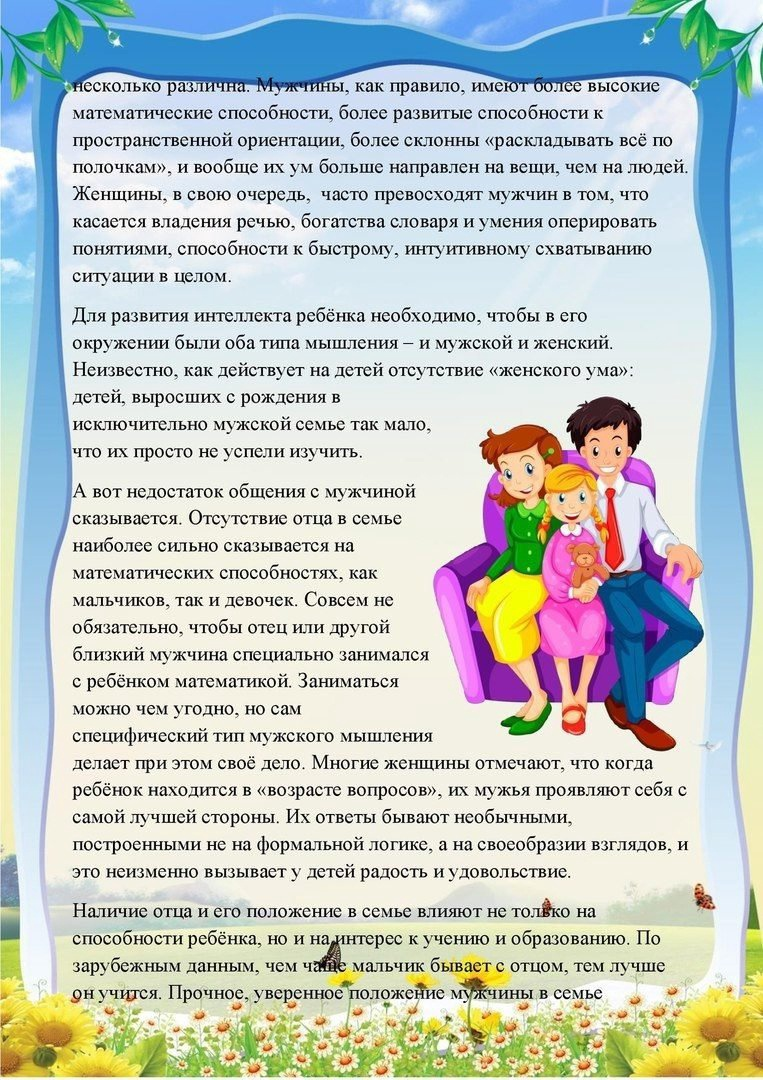 несколько различна. Мужчины, как правило, имеют более высокие
математические способности, более развитые способности к
пространственной ориентации, более склонны «раскладывать всё по
полочкам», и вообще их ум больше направлен на вещи, чем на людей.
Женщины, в свою очередь, часто превосходят мужчин в том, что
касается владения речью, богатства словаря и умения оперировать
понятиями, способности к быстрому, интуитивному схватыванию
ситуации в целом.
Для развития интеллекта ребёнка необходимо, чтобы в его
окружении были оба типа мышления – и мужской и женский.
Неизвестно, как действует на детей отсутствие «женского ума»:
детей, выросших с рождения в
исключительно мужской семье так мало,
что их просто не успели изучить.
А вот недостаток общения с мужчиной
сказывается. Отсутствие отца в семье
наиболее сильно сказывается на
математических способностях, как
мальчиков, так и девочек. Совсем не
обязательно, чтобы отец или другой
близкий мужчина специально занимался
с ребёнком математикой. Заниматься
можно чем угодно, но сам
специфический тип мужского мышления
делает при этом своё дело. Многие женщины отмечают, что когда
ребёнок находится в «возрасте вопросов», их мужья проявляют себя с
самой лучшей стороны. Их ответы бывают необычными,
построенными не на формальной логике, а на своеобразии взглядов, и
это неизменно вызывает у детей радость и удовольствие.
Наличие отца и его положение в семье влияют не только на
способности ребёнка, но и на интерес к учению и образованию. По
зарубежным данным, чем чаще мальчик бывает с отцом, тем лучше
он учится. Прочное, уверенное положение мужчины в семье